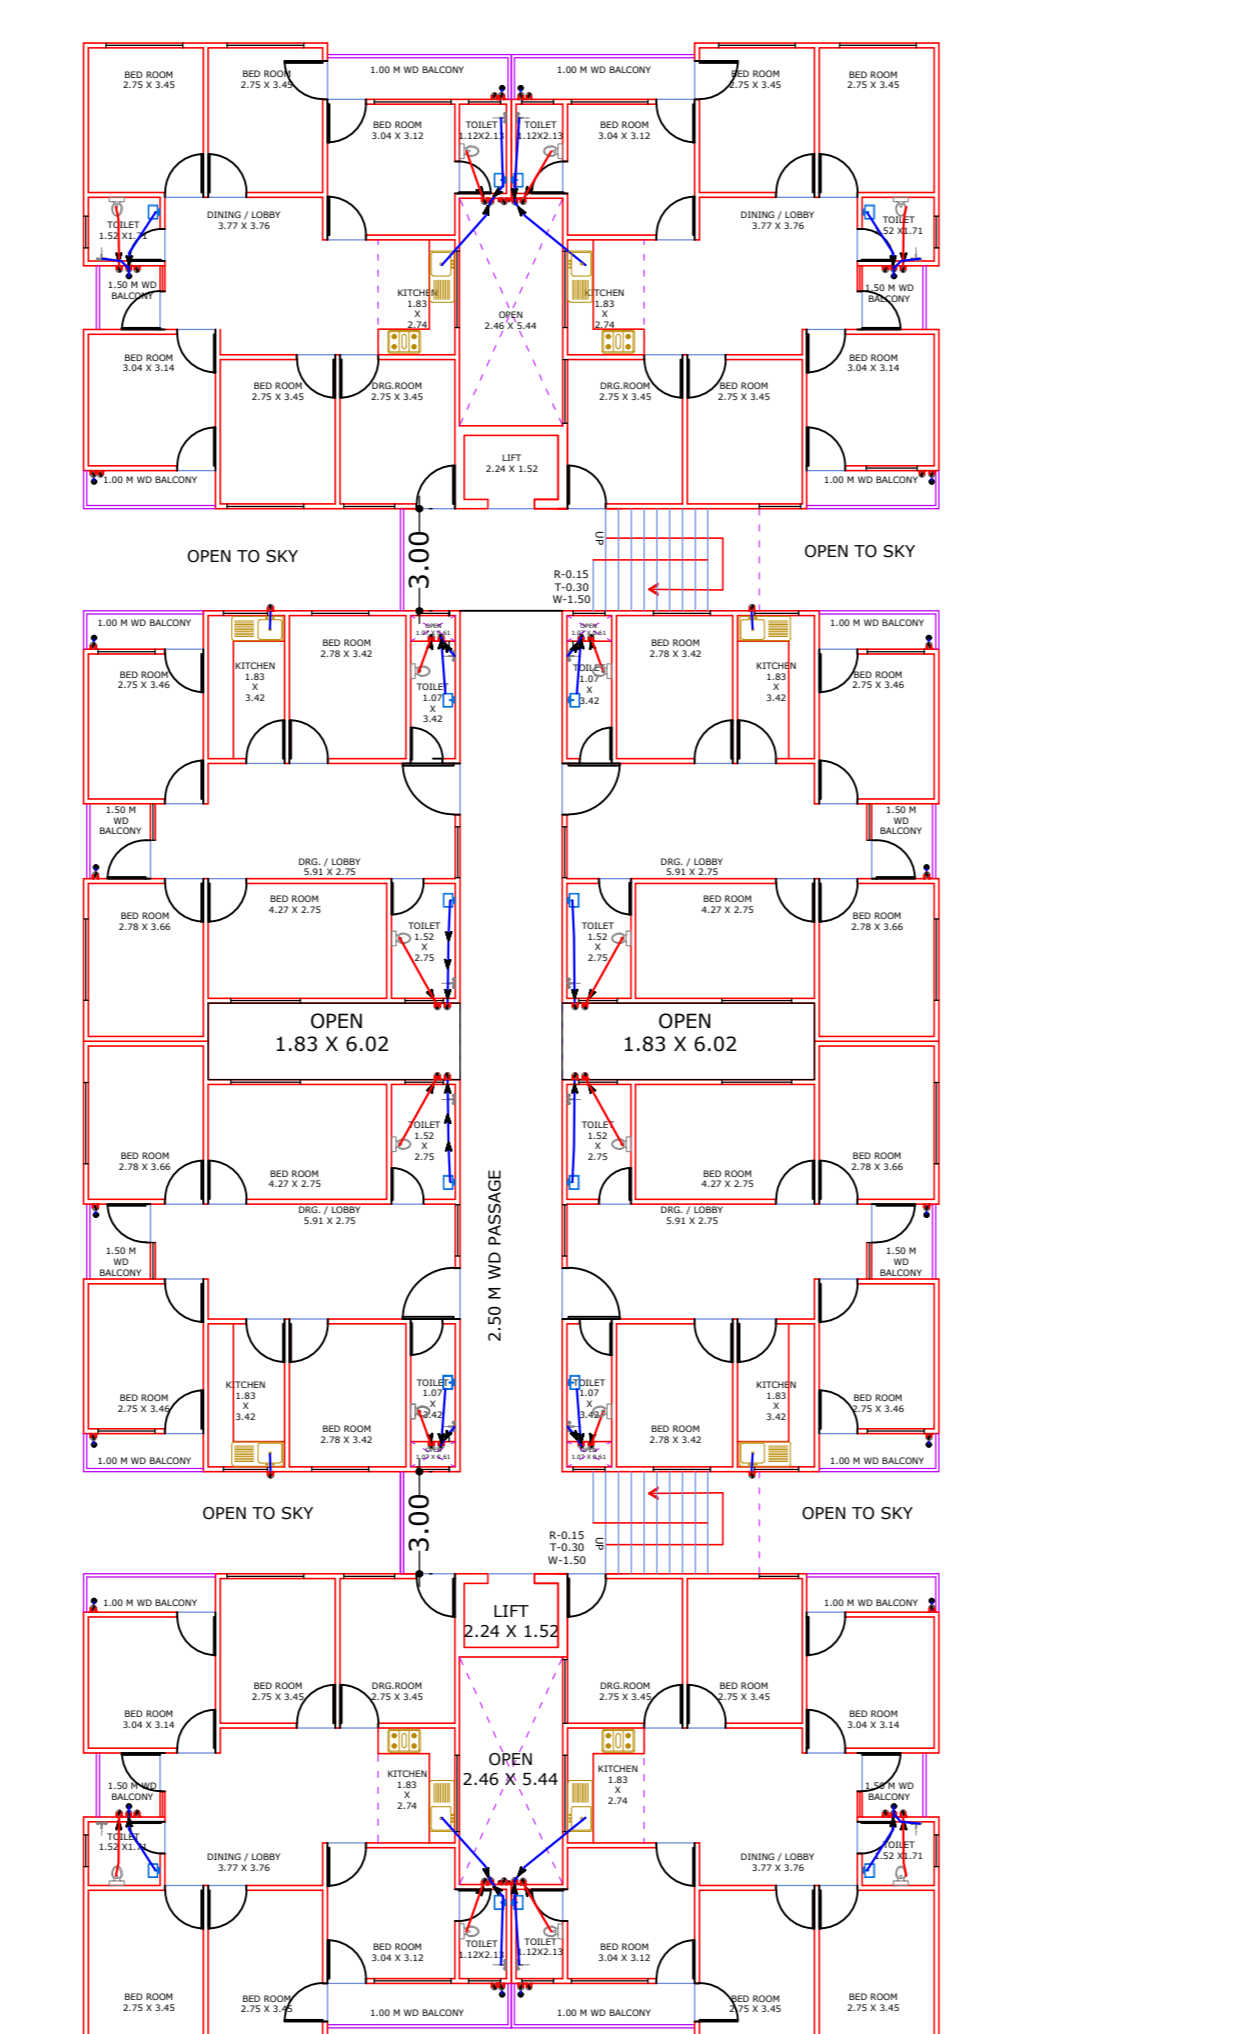 1.00 M WD BALCONY
1.00 M WD BALCONY
BED ROOM
2.75 X 3.45
BED ROOM
2.75 X 3.45
BED ROOM
2.75 X 3.45
BED ROOM
2.75 X 3.45
BED ROOM
3.04 X 3.12
TOILET
1.12X2.13
TOILET
1.12X2.13
BED ROOM
3.04 X 3.12
TOILET
1.52 X1.71
DINING / LOBBY
3.77 X 3.76
DINING / LOBBY
3.77 X 3.76
TOILET
1.52 X1.71
1.50 M WD
BALCONY
KITCHEN
1.83
X
2.74
OPEN
2.46 X 5.44
KITCHEN
1.83
X
2.74
1.50 M WD
BALCONY
BED ROOM
3.04 X 3.14
BED ROOM
2.75 X 3.45
DRG.ROOM
2.75 X 3.45
DRG.ROOM
2.75 X 3.45
BED ROOM
2.75 X 3.45
BED ROOM
3.04 X 3.14
LIFT
2.24 X 1.52
1.00 M WD BALCONY
1.00 M WD BALCONY
OPEN TO SKY
3.00
UP
R-0.15
T-0.30
W-1.50
OPEN TO SKY
1.00 M WD BALCONY
OPEN
1.07 X 0.61
OPEN
1.07 X 0.61
1.00 M WD BALCONY
BED ROOM
2.75 X 3.46
KITCHEN
1.83
X
3.42
BED ROOM
2.78 X 3.42
TOILET
1.07
X
3.42
TOILET
1.07
X
3.42
BED ROOM
2.78 X 3.42
KITCHEN
1.83
X
3.42
BED ROOM
2.75 X 3.46
1.50 M
WD
BALCONY
DRG. / LOBBY
5.91 X 2.75
DRG. / LOBBY
5.91 X 2.75
1.50 M
WD
BALCONY
BED ROOM
2.78 X 3.66
BED ROOM
4.27 X 2.75
TOILET
1.52
X
2.75
TOILET
1.52
X
2.75
BED ROOM
4.27 X 2.75
BED ROOM
2.78 X 3.66
OPEN
1.83 X 6.02
OPEN
1.83 X 6.02
BED ROOM
2.78 X 3.66
BED ROOM
4.27 X 2.75
TOILET
1.52
X
2.75
TOILET
1.52
X
2.75
BED ROOM
4.27 X 2.75
BED ROOM
2.78 X 3.66
2.50 M WD PASSAGE
1.50 M
WD
BALCONY
DRG. / LOBBY
5.91 X 2.75
DRG. / LOBBY
5.91 X 2.75
1.50 M
WD
BALCONY
BED ROOM
2.75 X 3.46
KITCHEN
1.83
X
3.42
BED ROOM
2.78 X 3.42
TOILET
1.07
X
3.42
TOILET
1.07
X
3.42
BED ROOM
2.78 X 3.42
KITCHEN
1.83
X
3.42
BED ROOM
2.75 X 3.46
1.00 M WD BALCONY
OPEN
1.07 X 0.61
OPEN
1.07 X 0.61
1.00 M WD BALCONY
OPEN TO SKY
3.00
R-0.15
T-0.30
W-1.50
UP
OPEN TO SKY
1.00 M WD BALCONY
LIFT
2.24 X 1.52
1.00 M WD BALCONY
BED ROOM
3.04 X 3.14
BED ROOM
2.75 X 3.45
DRG.ROOM
2.75 X 3.45
DRG.ROOM
2.75 X 3.45
BED ROOM
2.75 X 3.45
BED ROOM
3.04 X 3.14
1.50 M WD
BALCONY
KITCHEN
1.83
X
2.74
OPEN
2.46 X 5.44
KITCHEN
1.83
X
2.74
1.50 M WD
BALCONY
TOILET
1.52 X1.71
DINING / LOBBY
3.77 X 3.76
DINING / LOBBY
3.77 X 3.76
TOILET
1.52 X1.71
BED ROOM
3.04 X 3.12
TOILET
1.12X2.13
TOILET
1.12X2.13
BED ROOM
3.04 X 3.12
BED ROOM
2.75 X 3.45
BED ROOM
2.75 X 3.45
1.00 M WD BALCONY
1.00 M WD BALCONY
BED ROOM
2.75 X 3.45
BED ROOM
2.75 X 3.45